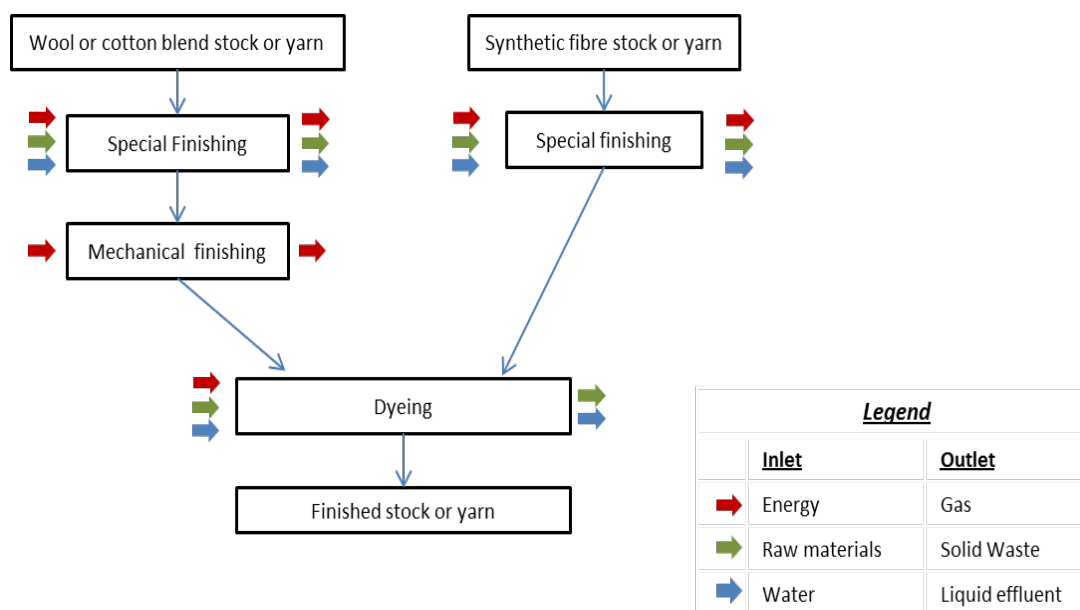 Wool or cotton blend stock or yarn
Synthetic fibre stock or yarn
Special Finishing
Special finishing
Mechanical finishing
Dyeing
Finished stock or yarn
Legend
Inlet Outlet
Energy Gas
Raw materials Solid Waste
Water Liquid effluent